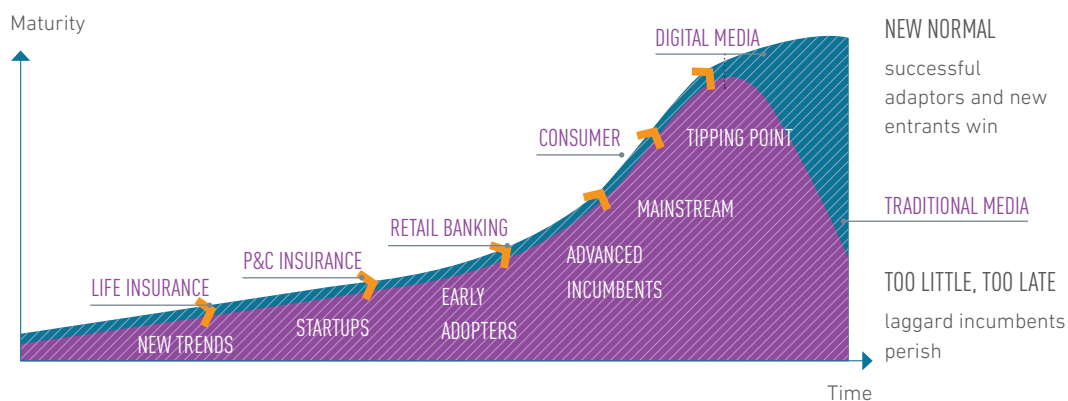 Maturity
DIGITAL MEDIA
NEW NORMAL
successful
adaptors and new
entrants win
CONSUMER
TIPPING POINT
TRADITIONAL MEDIA
MAINSTREAM
RETAIL BANKING
P&C INSURANCE
ADVANCED
INCUMBENTS
LIFE INSURANCE
EARLY
ADOPTERS
STARTUPS
NEW TRENDS
TOO LITTLE, TOO LATE
laggard incumbents
perish
Time